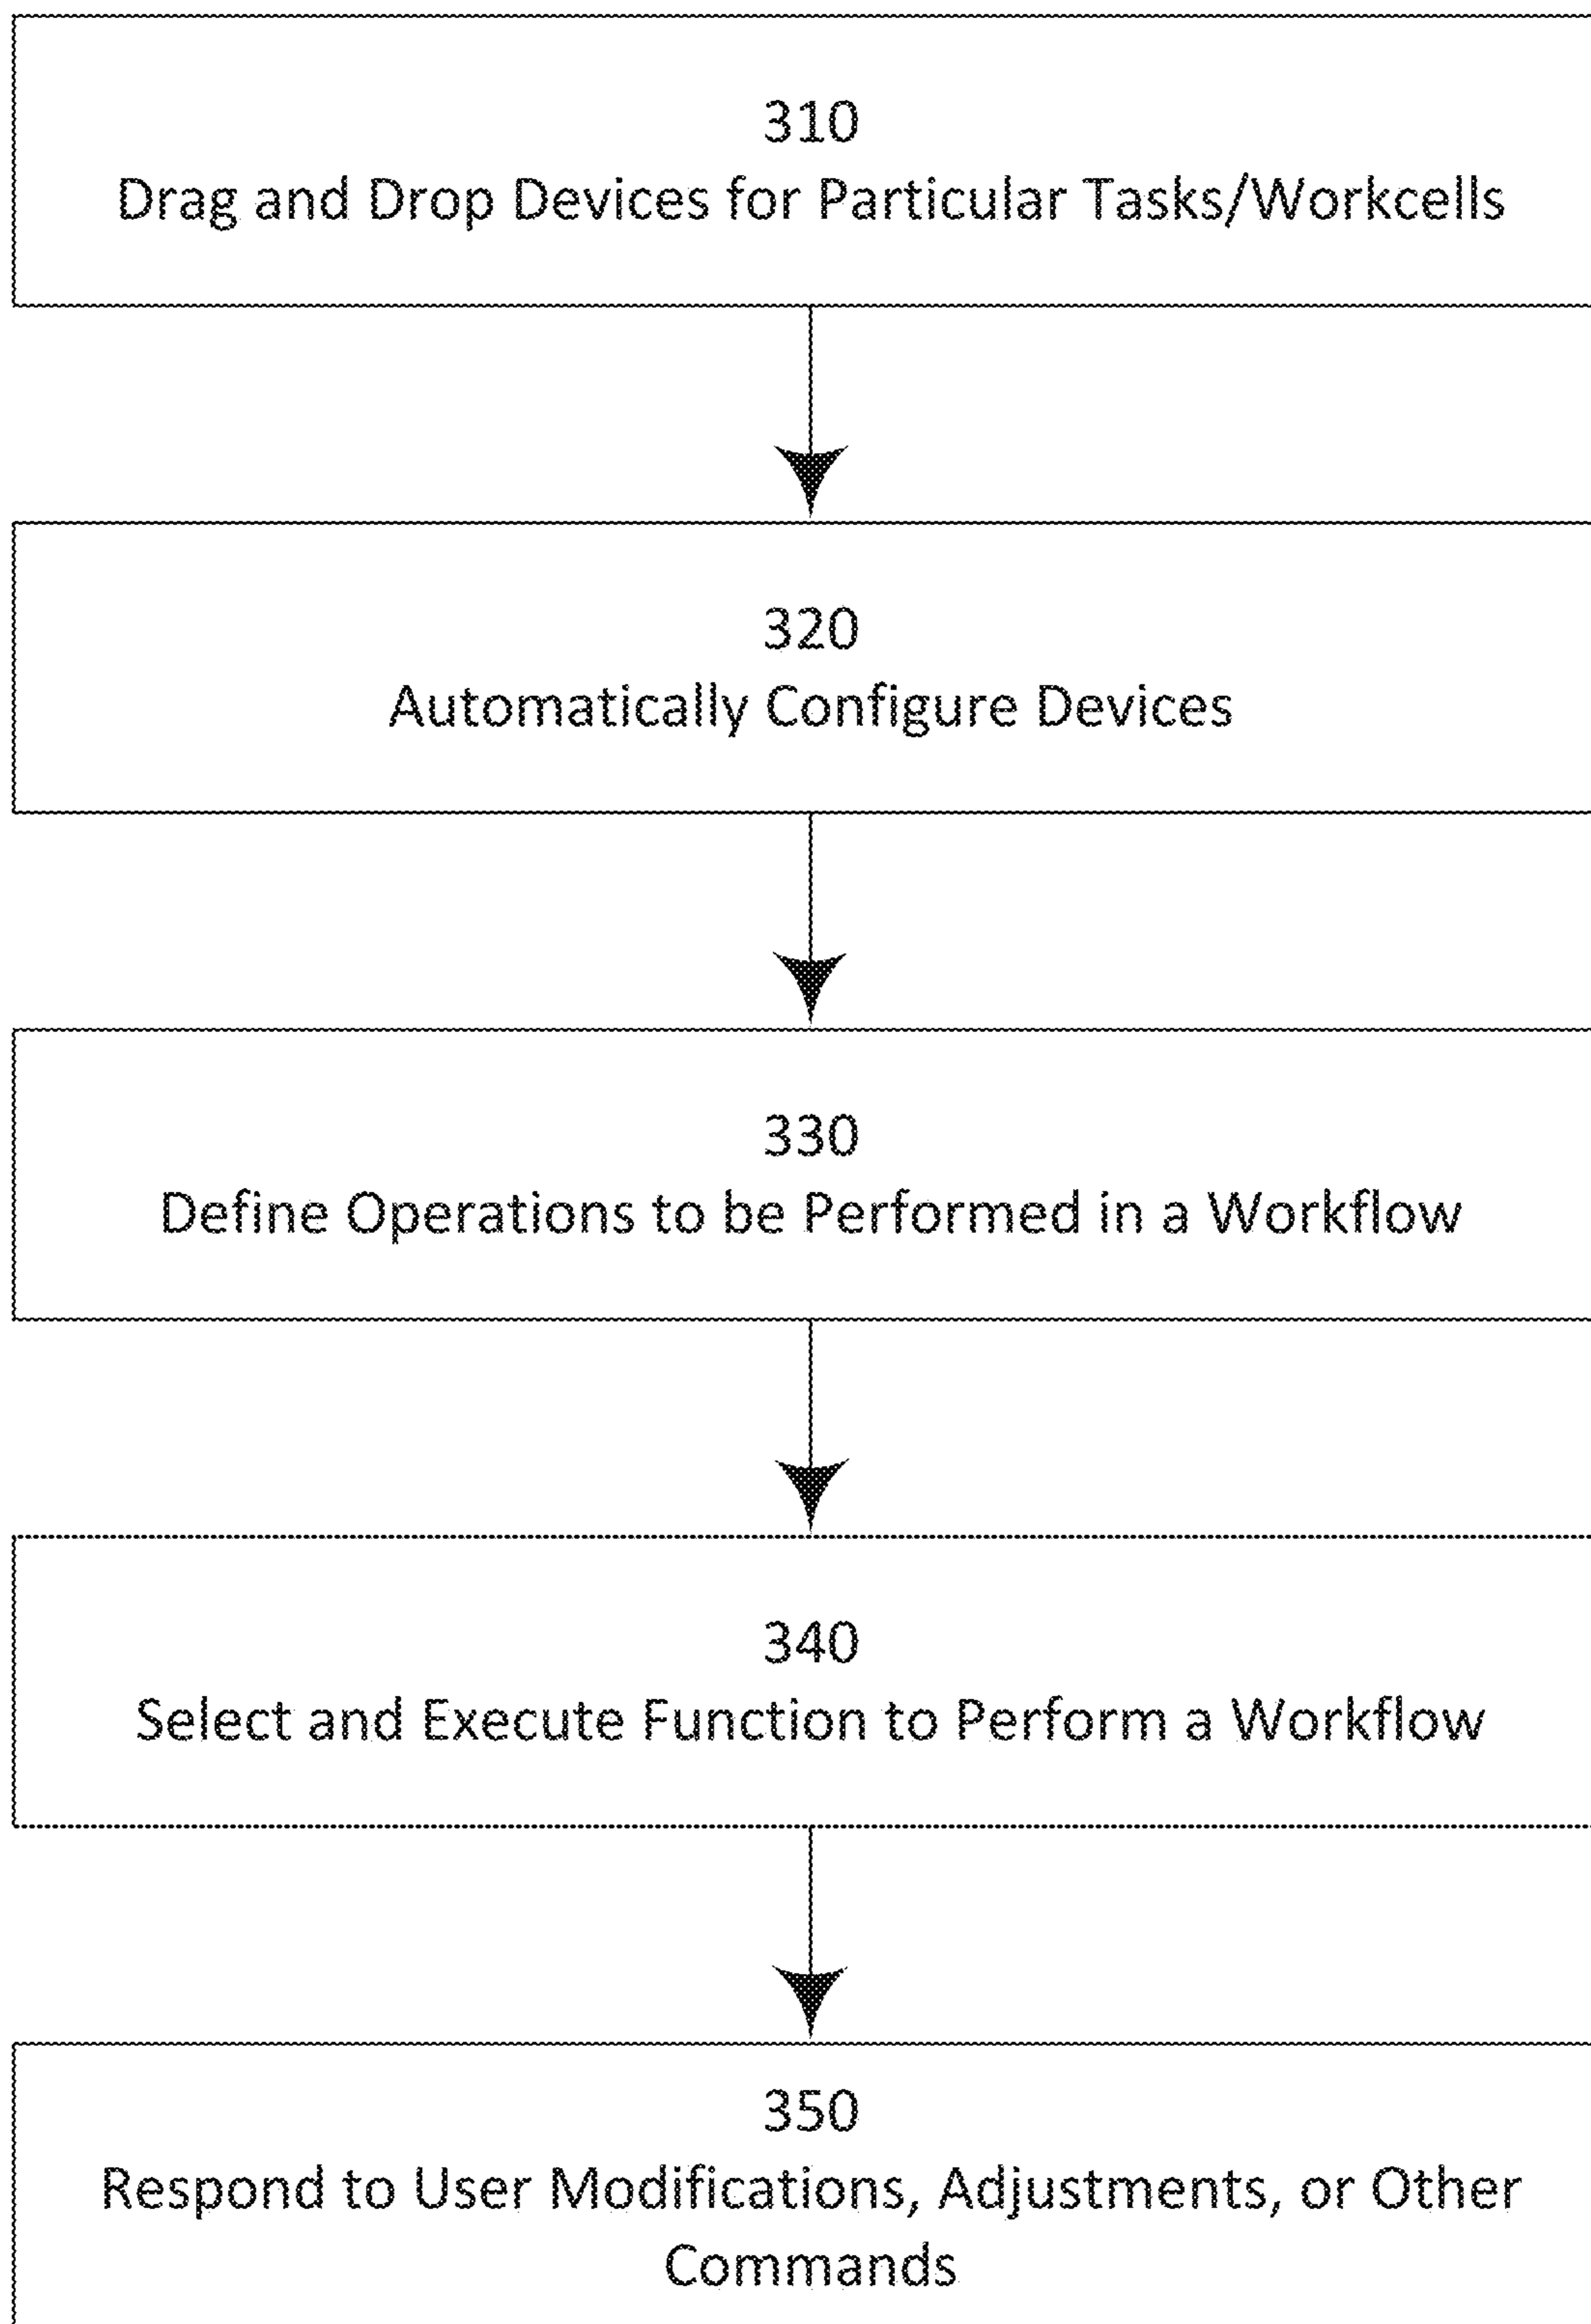 310
Drag and Drop Devices for Particular Tasks/Workcells
320
Automatically Configure Devices
330
Define Operations to be Performed in a Workflow
340
Select and Execute Function to Perform a Workflow
350
Respond to User Modifications, Adjustments, or Other
Commands